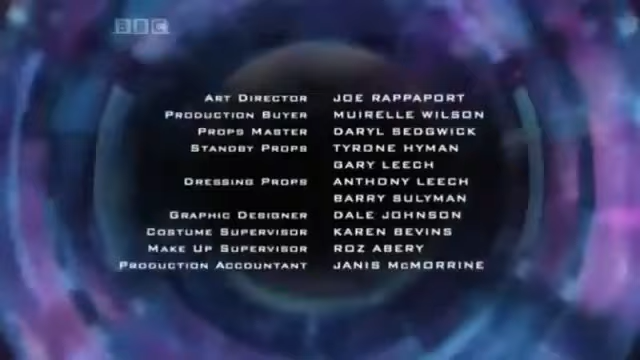 BBC
ART DIRECTOR JOE RAPPAPORT
PRODUCTION BUYER MUIRELLE WILSON
PROPS MASTER DARYL SEDGWICK
STANDBY PROPS TYRONE HYMAN
GARY LEECH
DRESSING PROPS ANTHONY LEECH
BARRY SULYMAN
GRAPHIC DESIGNER DALE JOHNSON
COSTUME SUPERVISOR KAREN BEVINS
MAKE UP SUPERVISOR ROZ ABERY
PRODUCTION ACCOUNTANT JANIS McMORRINE